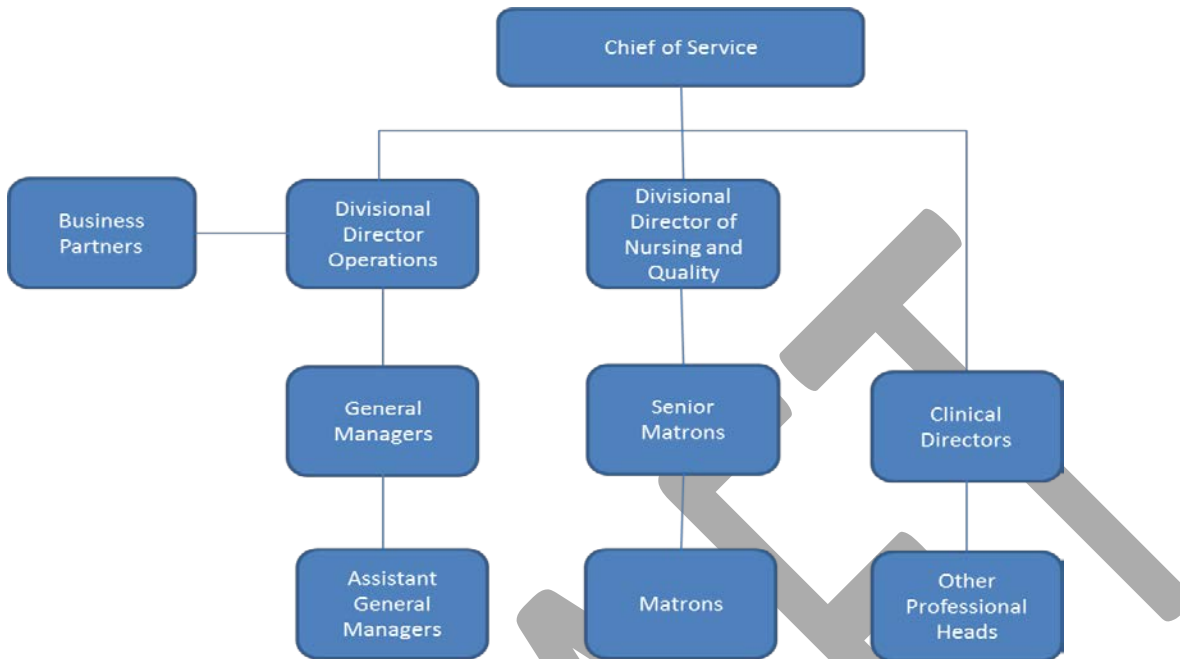 Chief of Service
Business
Partners
Divisional
Director
Operations
Divisional
Director of
Nursing and
Quality
General
Managers
Senior
Matrons
Clinical
Directors
Assistant
General
Managers
Matrons
Other
Professional
Heads